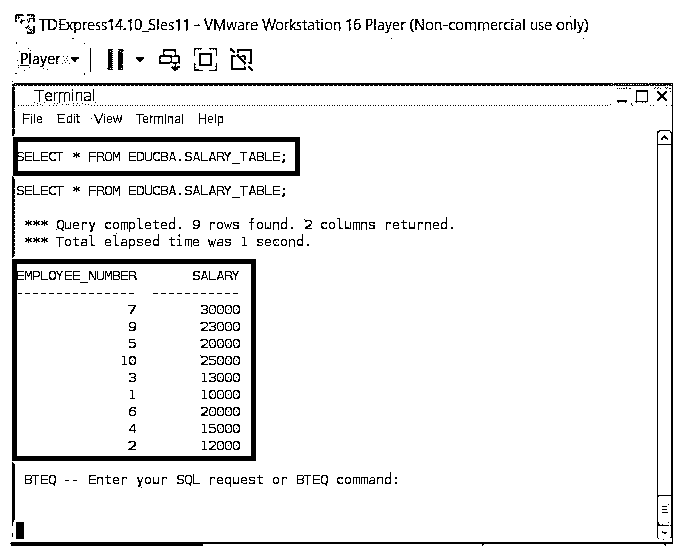 TDExpress14.10_Sles11 - VMware Workstation 16 Player (Non-commercial use only)
Player
Terminal
File Edit View Terminal Help
SELECT * FROM EDUCBA.SALARY_TABLE;
SELECT * FROM EDUCBA.SALARY_TABLE;
*** Query completed. 9 rows found. 2 columns returned.
*** Total elapsed time was 1 second.
EMPLOYEE_NUMBER SALARY
--------------- -----------
7 30000
9 23000
5 20000
10 25000
3 13000
1 10000
6 20000
4 15000
2 12000
BTEQ -- Enter your SQL request or BTEQ command: